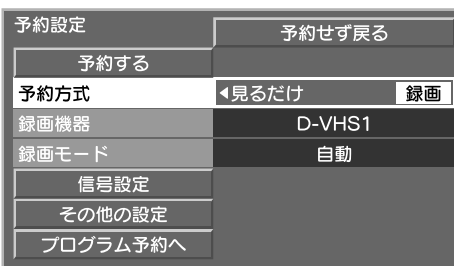 予約設定 予約せず戻る
予約する
予約方式 ◀見るだけ 録画
録画機器 D-VHS1
録画モード 自動
信号設定
その他の設定
プログラム予約へ